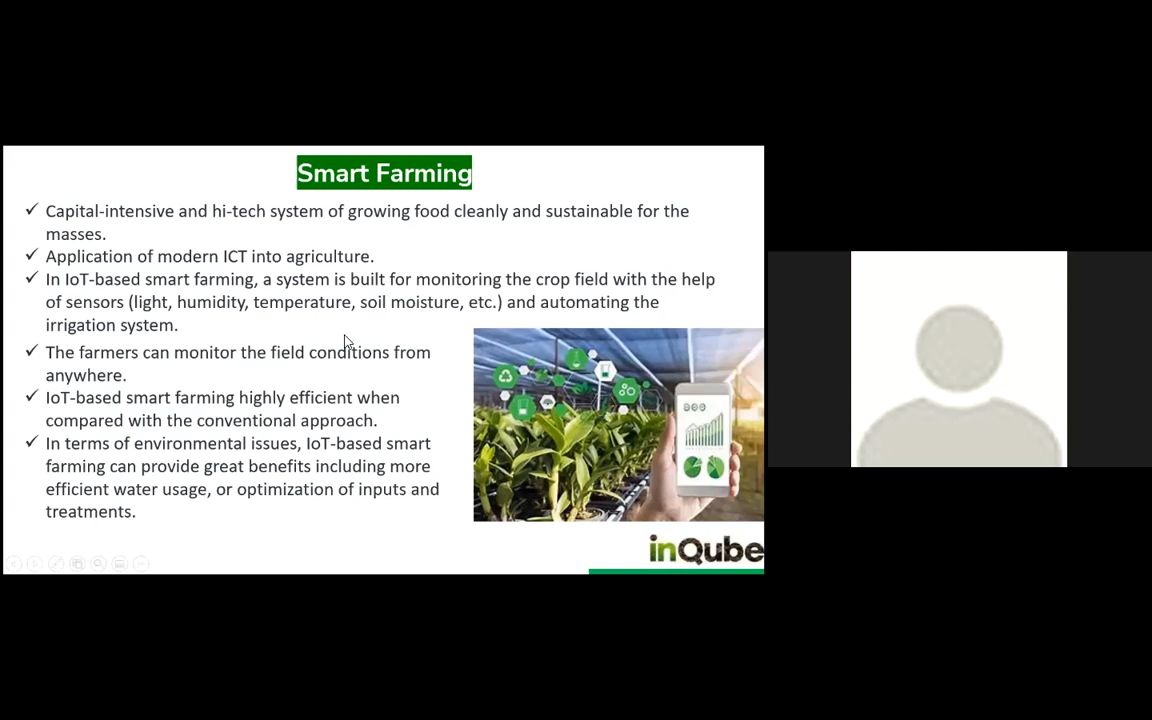 Smart Farming
✓ Capital-intensive and hi-tech system of growing food cleanly and sustainable for the
masses.
✓ Application of modern ICT into agriculture.
✓ In IoT-based smart farming, a system is built for monitoring the crop field with the help
of sensors (light, humidity, temperature, soil moisture, etc.) and automating the
irrigation system.
✓ The farmers can monitor the field conditions from
anywhere.
✓ IoT-based smart farming highly efficient when
compared with the conventional approach.
✓ In terms of environmental issues, IoT-based smart
farming can provide great benefits including more
efficient water usage, or optimization of inputs and
treatments.
inQube